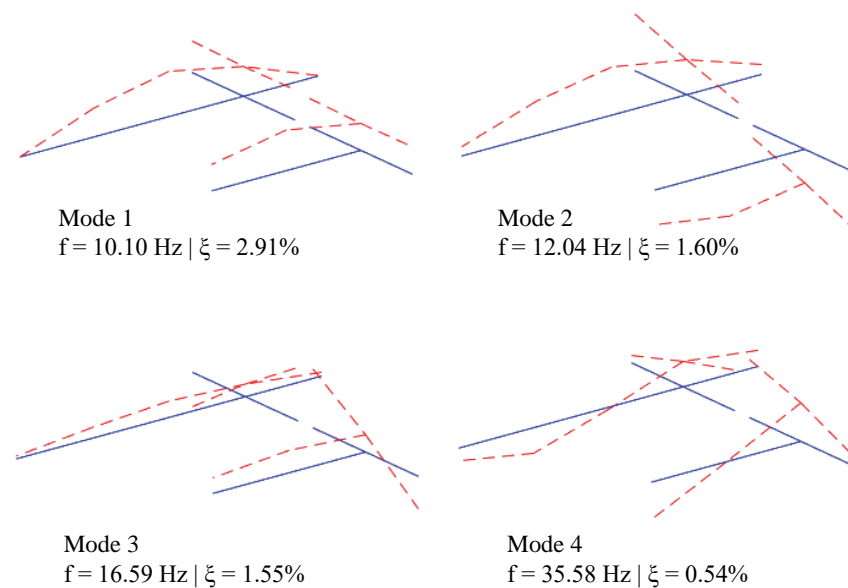 Mode 1
f = 10.10 Hz | ξ = 2.91%
Mode 2
f = 12.04 Hz | ξ = 1.60%
Mode 3
f = 16.59 Hz | ξ = 1.55%
Mode 4
f = 35.58 Hz | ξ = 0.54%